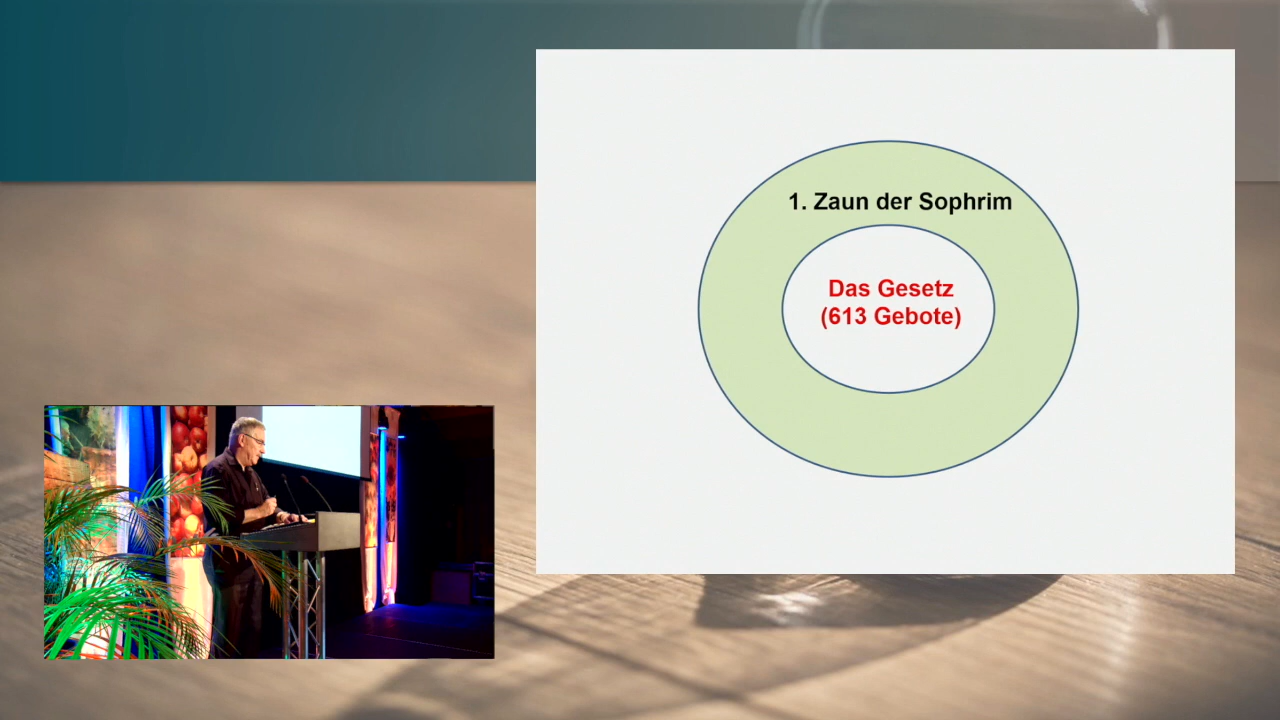 1. Zaun der Sophrim
Das Gesetz
(613 Gebote)